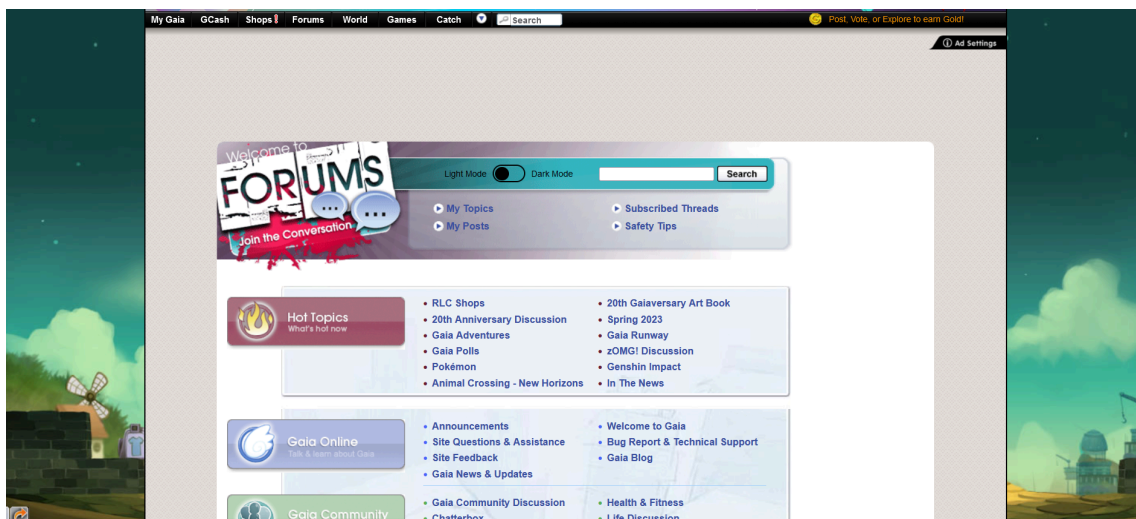 My Gaia GCash Shops! Forums World Games Catch Search Post, Vote, or Explore to earn Gold!
Ad Settings
Welcome to
FORUMS
Join the Conversation
Light Mode Dark Mode Search
My Topics Subscribed Threads
My Posts Safety Tips
Hot Topics
What's hot now
RLC Shops 20th Gaiaversary Art Book
20th Anniversary Discussion Spring 2023
Gaia Adventures Gaia Runway
Gaia Polls zOMG! Discussion
Pokémon Genshin Impact
Animal Crossing - New Horizons In The News
Gaia Online
Talk & learn about Gaia
Announcements Welcome to Gaia
Site Questions & Assistance Bug Report & Technical Support
Site Feedback Gaia Blog
Gaia News & Updates
Gaia Community
Gaia Community Discussion Health & Fitness
Chatterbox Life Discussion